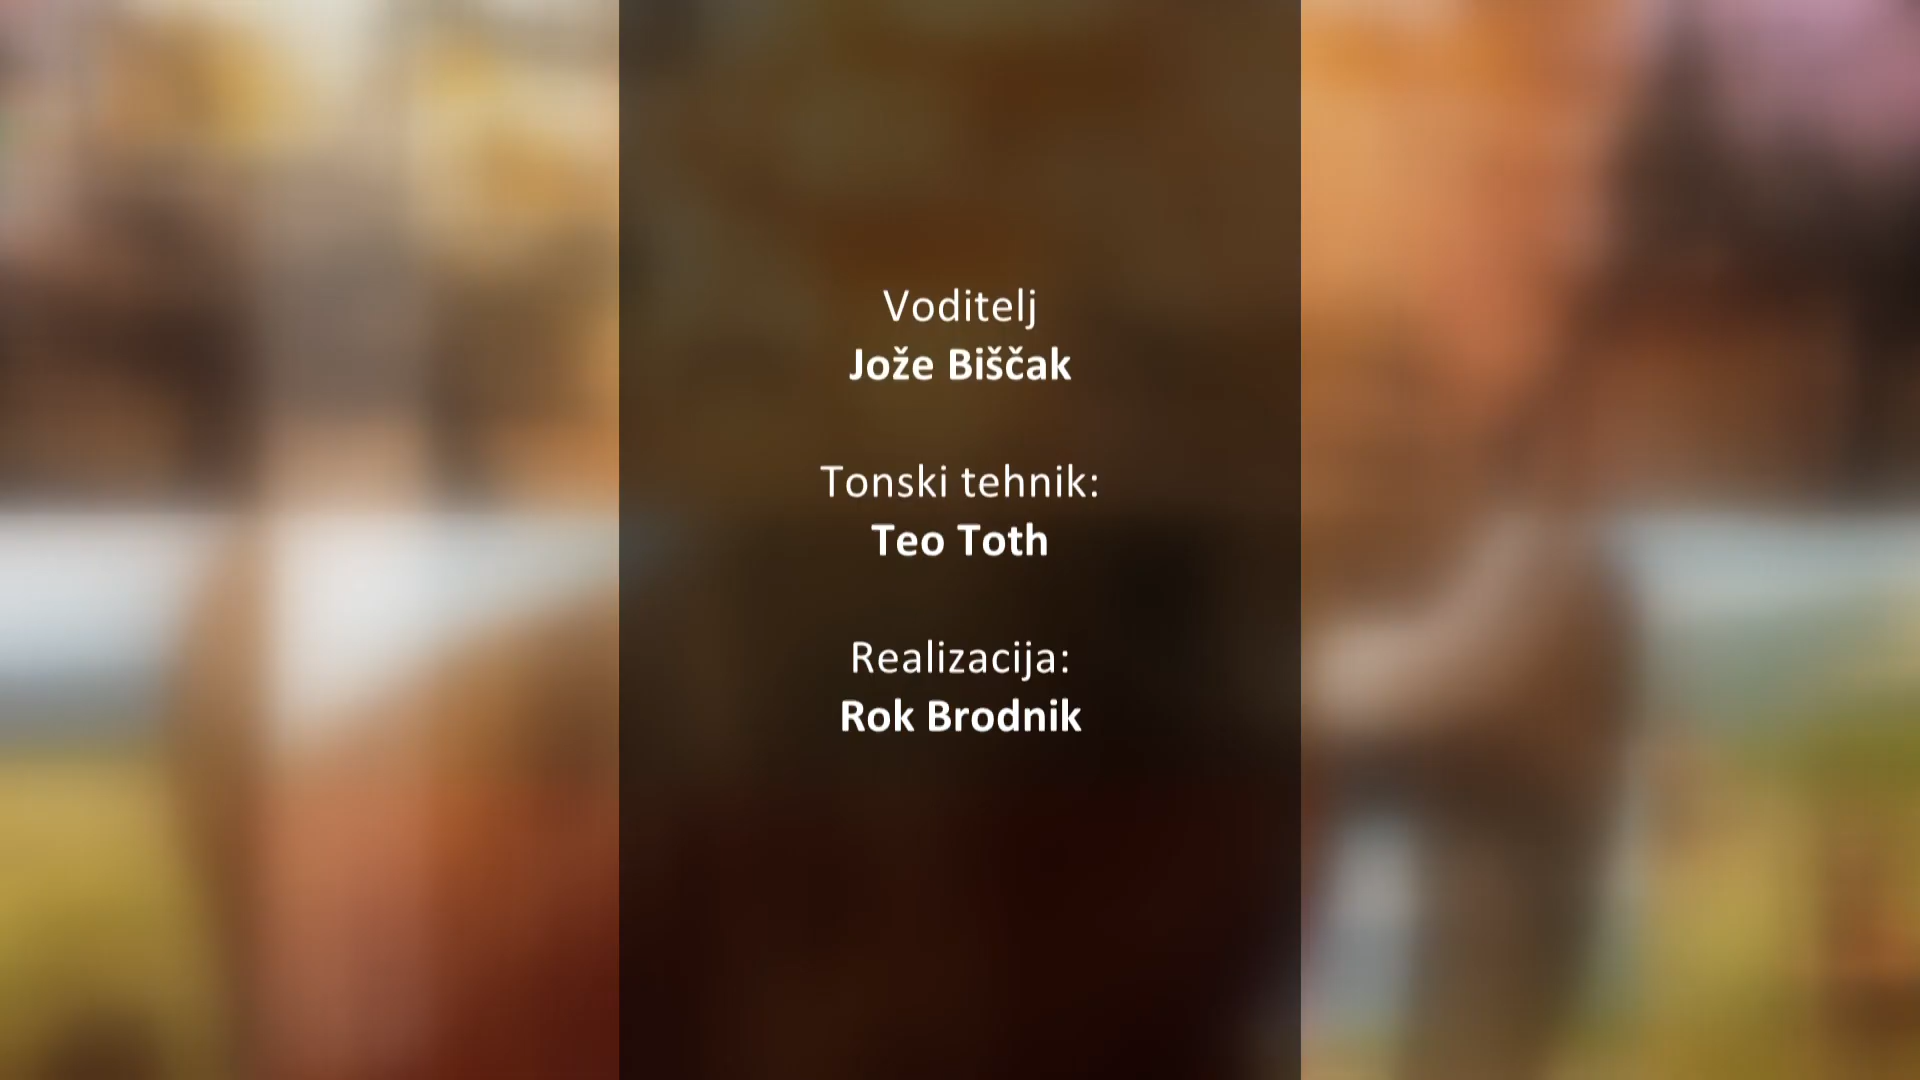 Voditelj
Jože Biščak
Tonski tehnik:
Teo Toth
Realizacija:
Rok Brodnik